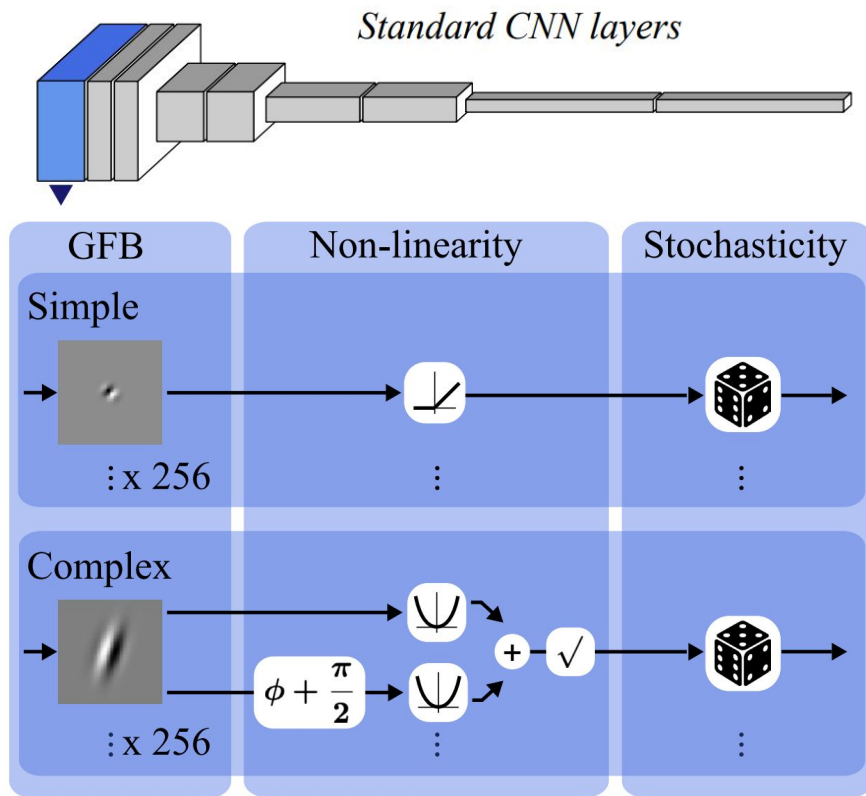 Standard CNN layers
GFB
Non-linearity
Stochasticity
Simple
⋮ x 256
⋮
⋮
Complex
+
√
ϕ + π/2
⋮ x 256
⋮
⋮